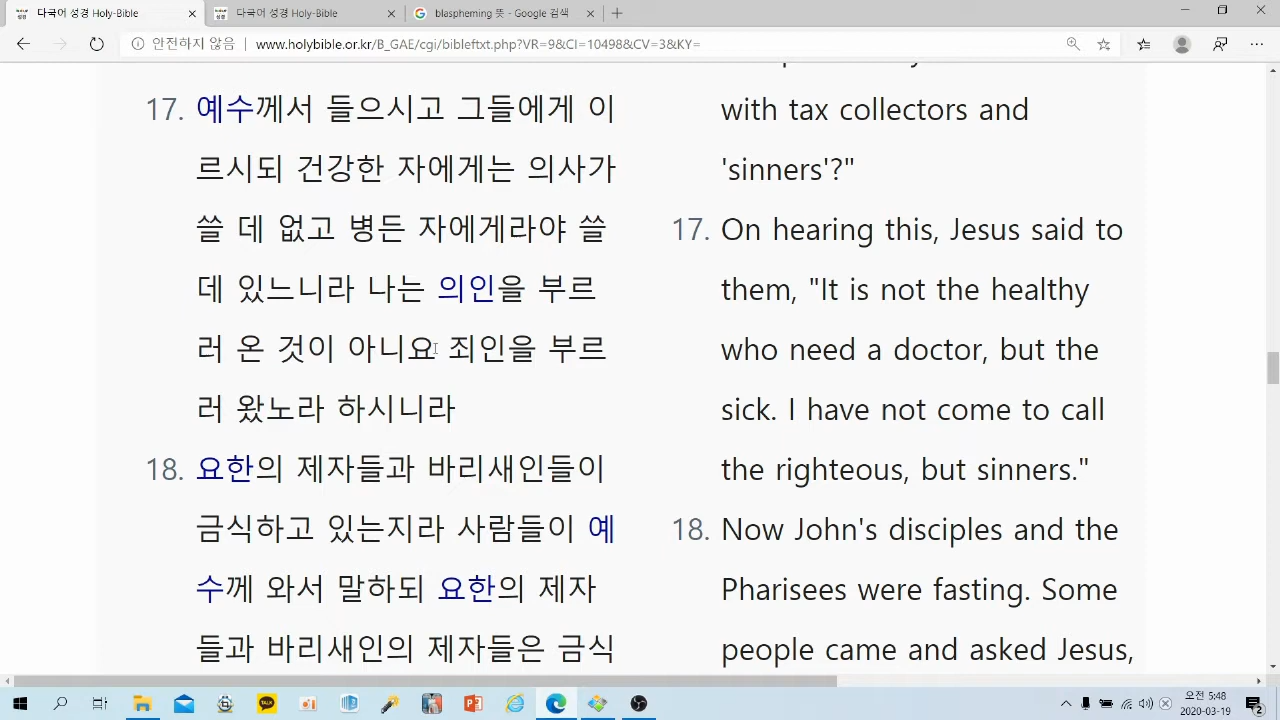 다국어 성경 Holy-Bible
다국어 성경 Holy-Bible
blaspheming 뜻 - Google 검색
안전하지 않음
www.holybible.or.kr/B_GAE/cgi/bibleftxt.php?VR=9&CI=10498&CV=3&KY=
17. 예수께서 들으시고 그들에게 이
르시되 건강한 자에게는 의사가
쓸 데 없고 병든 자에게라야 쓸
데 있느니라 나는 의인을 부르
러 온 것이 아니요 죄인을 부르
러 왔노라 하시니라
18. 요한의 제자들과 바리새인들이
금식하고 있는지라 사람들이 예
수께 와서 말하되 요한의 제자
들과 바리새인의 제자들은 금식
with tax collectors and
'sinners'?"
17. On hearing this, Jesus said to
them, "It is not the healthy
who need a doctor, but the
sick. I have not come to call
the righteous, but sinners."
18. Now John's disciples and the
Pharisees were fasting. Some
people came and asked Jesus,
TALK
오전 5:48
2020-03-19
2